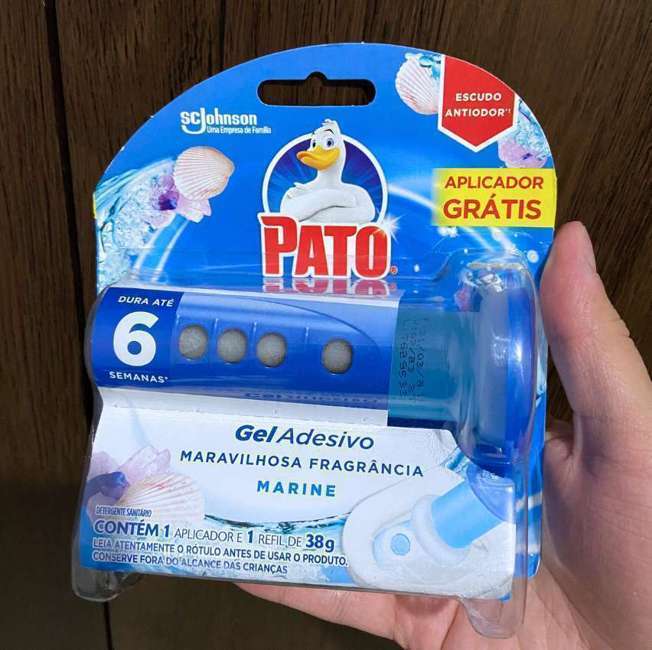 SCJohnson
Uma Empresa de Família
ESCUDO
ANTIODOR*¹
APLICADOR
GRÁTIS
PATO
DURA ATÉ
6
SEMANAS*
Gel Adesivo
MARAVILHOSA FRAGRÂNCIA
MARINE
DETERGENTE SANITÁRIO
CONTÉM 1 APLICADOR E 1 REFIL DE 38g
LEIA ATENTAMENTE O RÓTULO ANTES DE USAR O PRODUTO.
CONSERVE FORA DO ALCANCE DAS CRIANÇAS